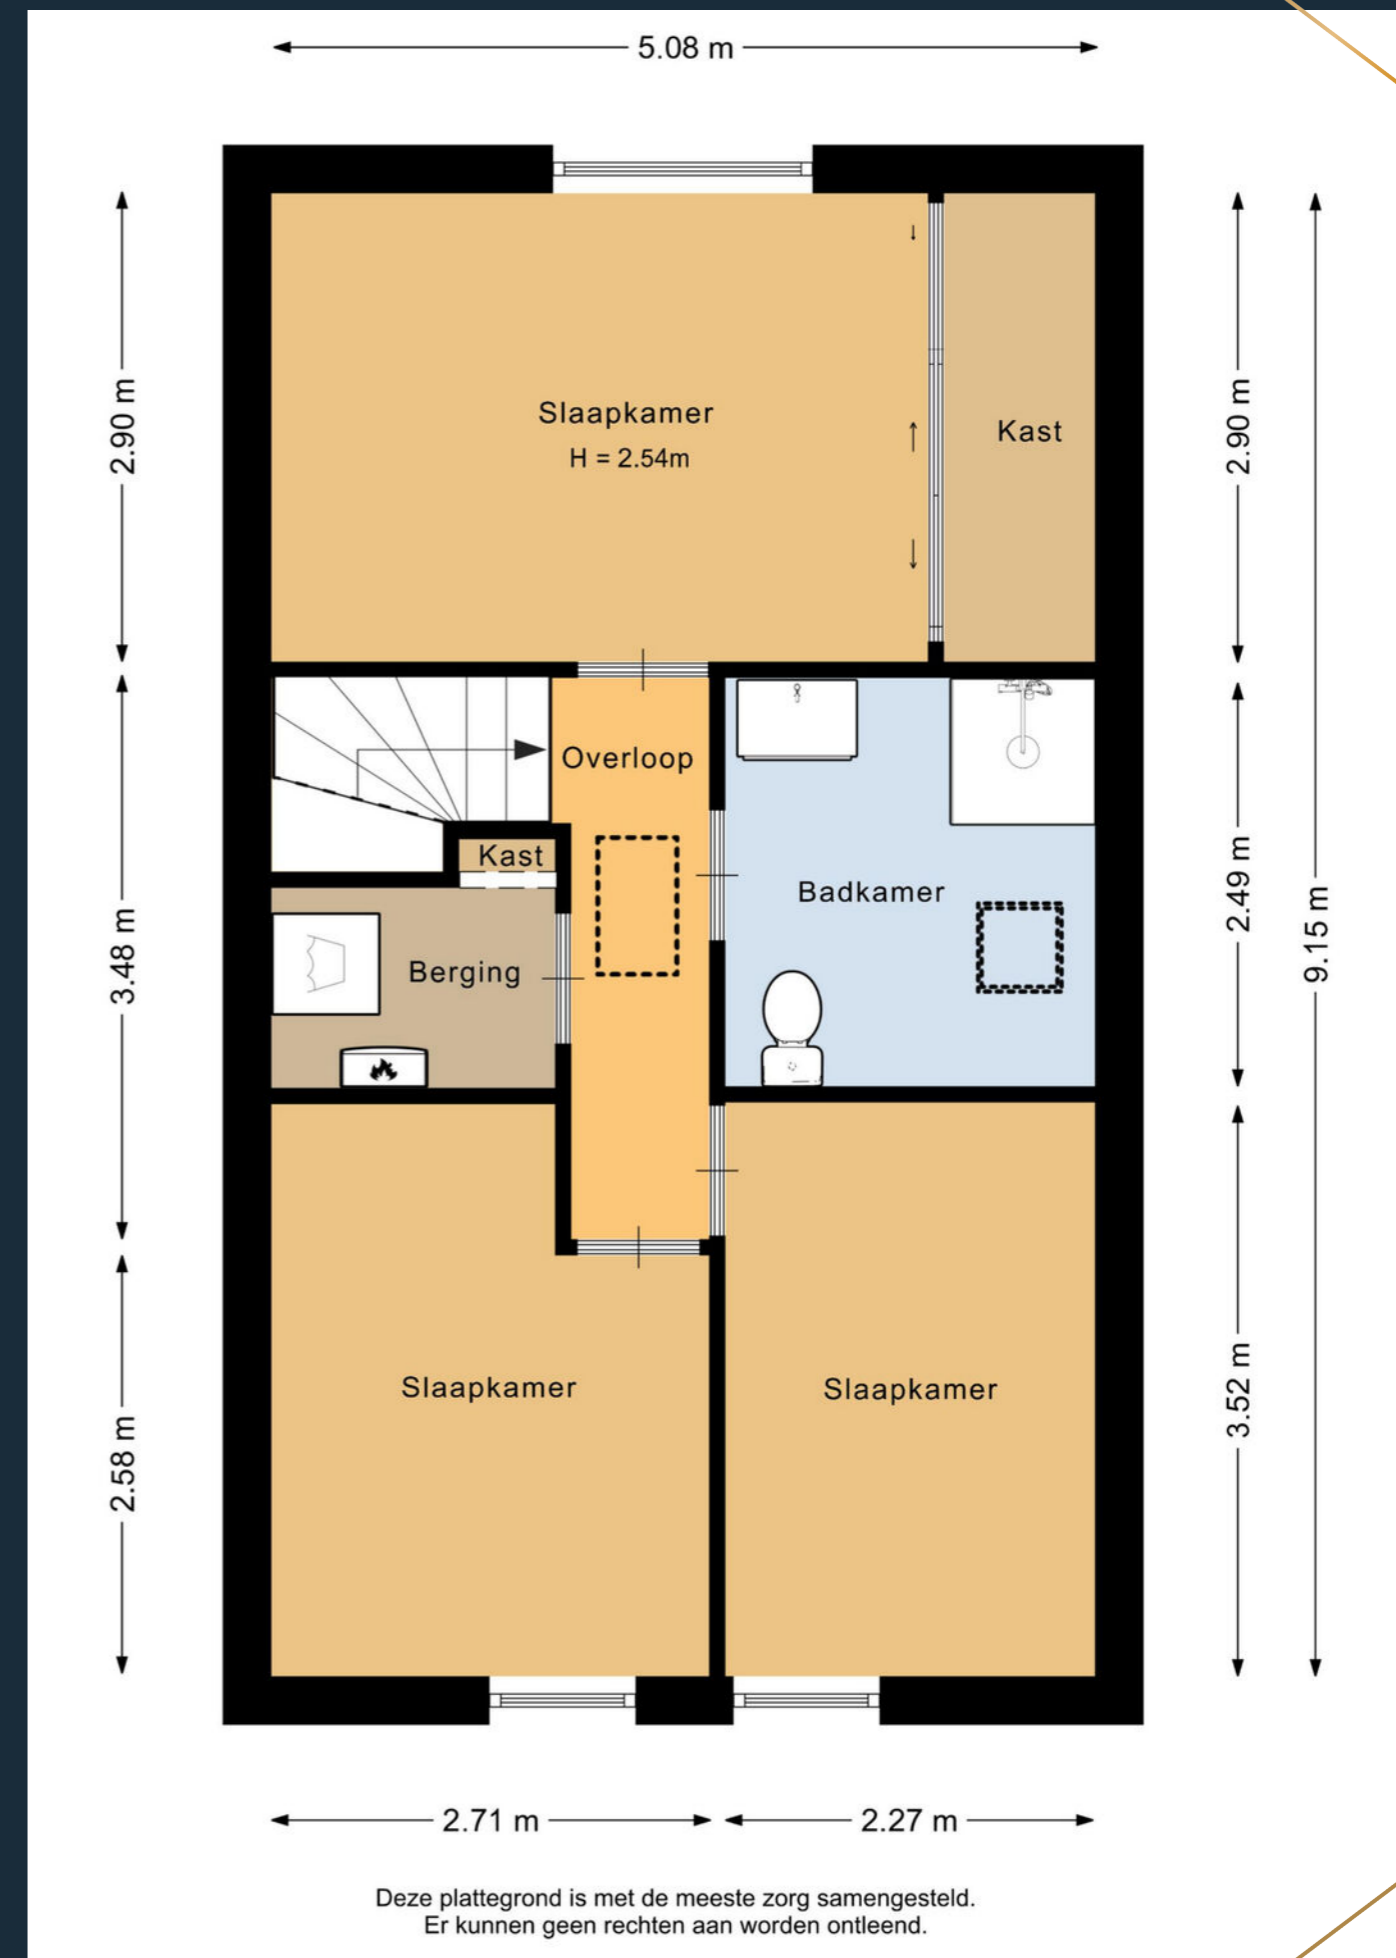 5.08 m
2.90 m
2.90 m
Slaapkamer
H = 2.54m
Kast
Overloop
Kast
Badkamer
Berging
3.48 m
2.49 m
9.15 m
Slaapkamer
Slaapkamer
2.58 m
3.52 m
2.71 m
2.27 m
Deze plattegrond is met de meeste zorg samengesteld.
Er kunnen geen rechten aan worden ontleend.